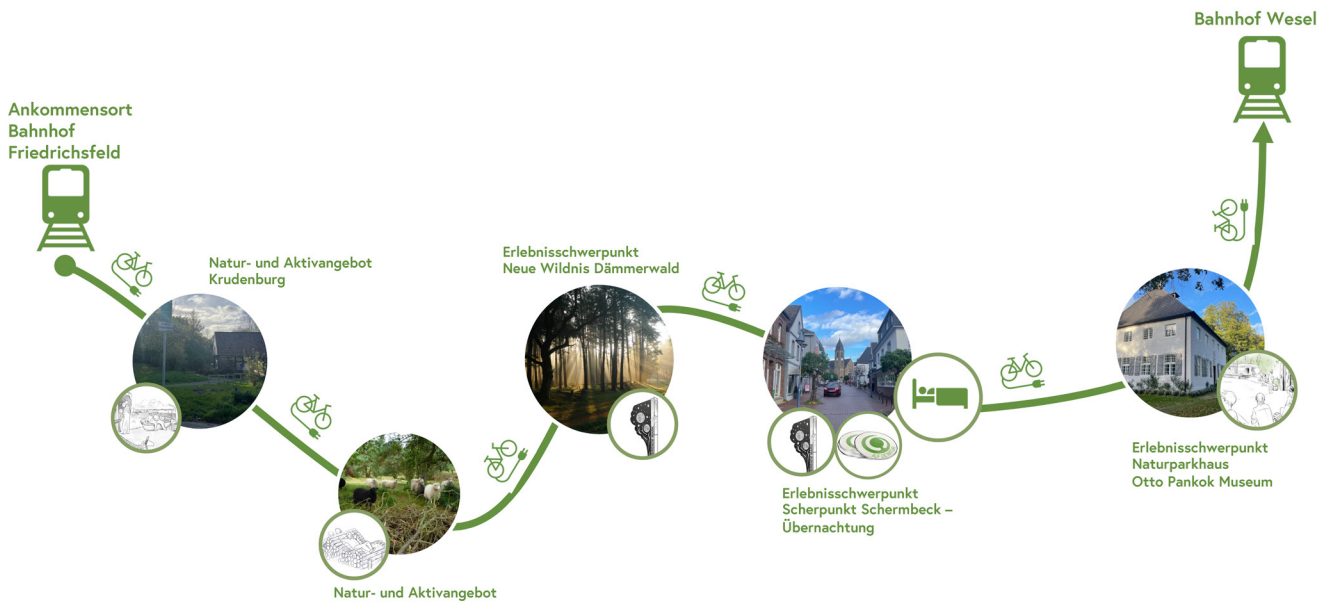 Bahnhof Wesel
Ankommensort
Bahnhof
Friedrichsfeld
Natur- und Aktivangebot
Krudenburg
Erlebnisschwerpunkt
Neue Wildnis Dämmerwald
Erlebnisschwerpunkt
Scherpunkt Schermbeck –
Übernachtung
Erlebnisschwerpunkt
Naturparkhaus
Otto Pankok Museum
Natur- und Aktivangebot